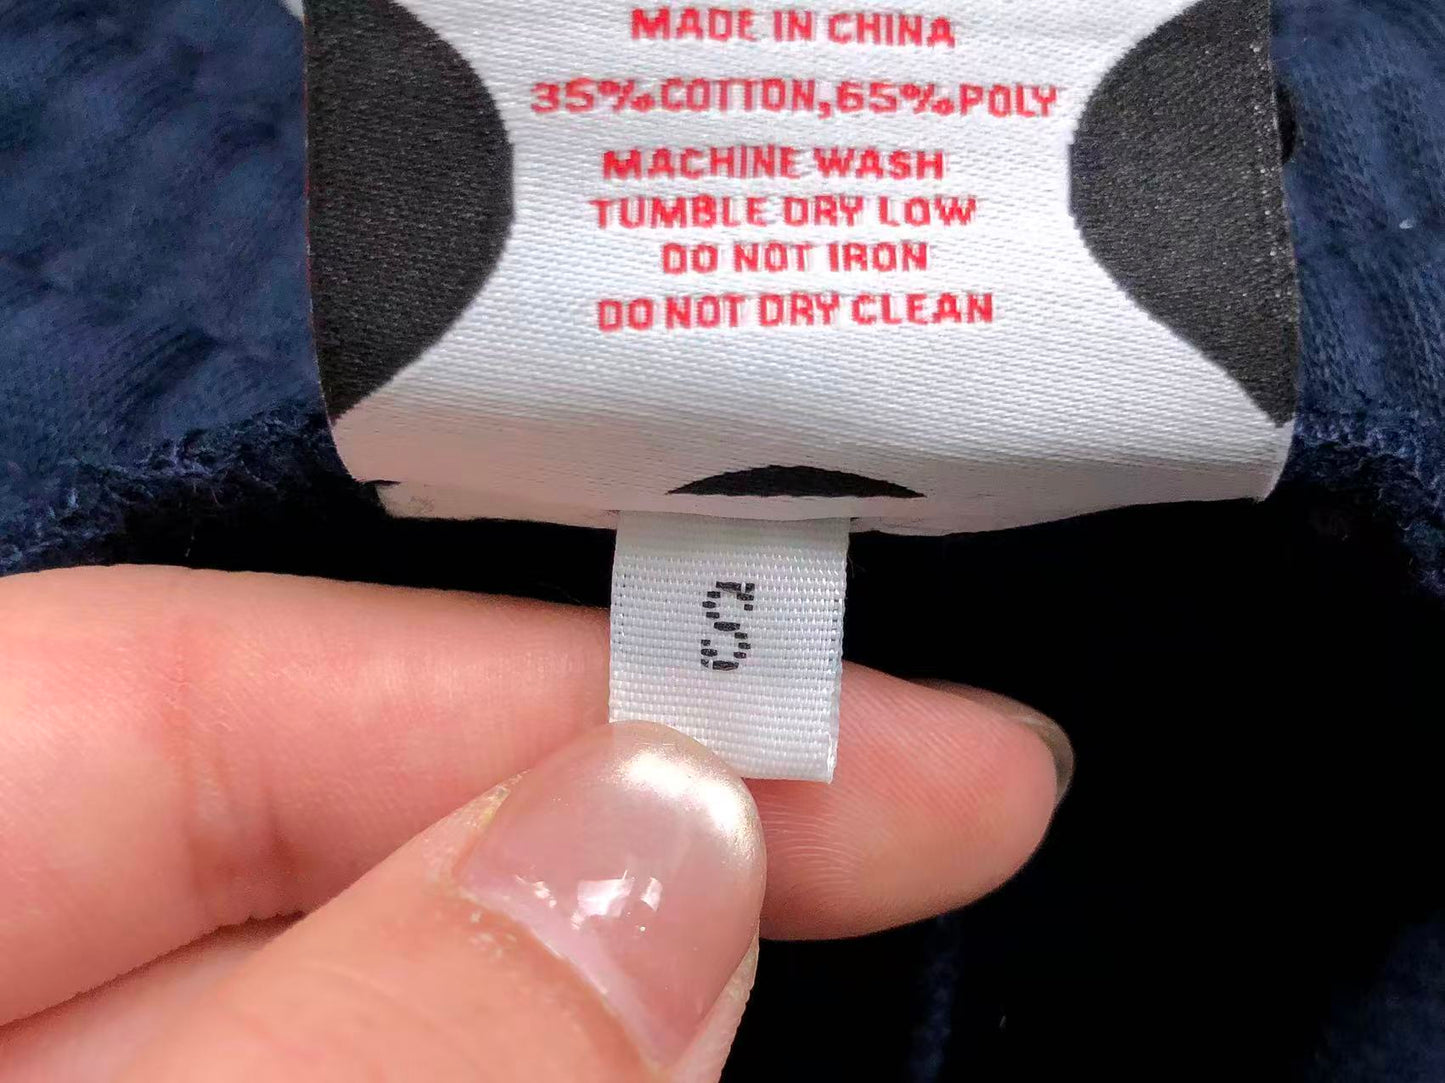 MADE IN CHINA
35%COTTON,65%POLY
MACHINE WASH
TUMBLE DRY LOW
DO NOT IRON
DO NOT DRY CLEAN
S